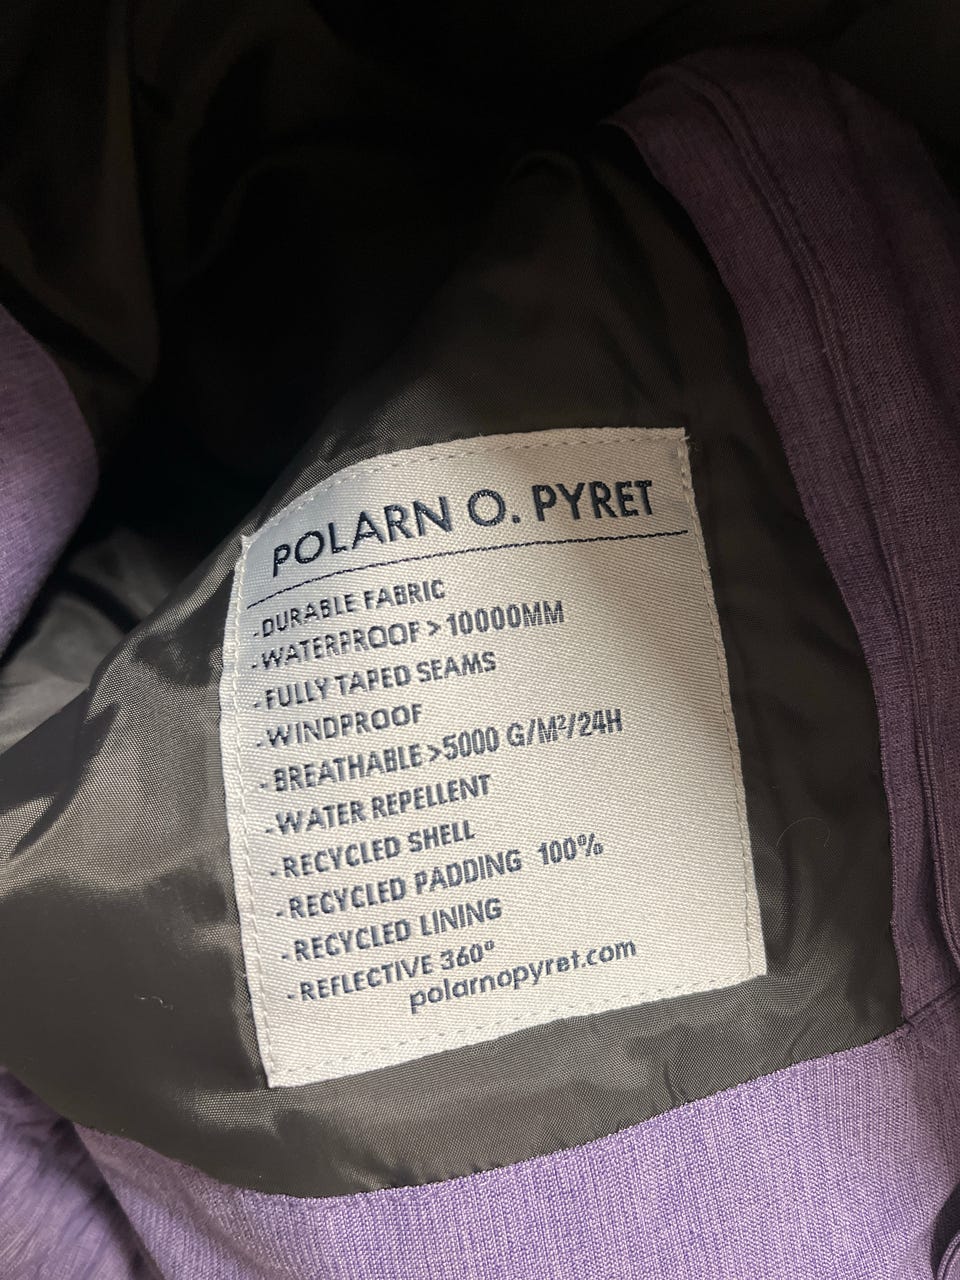 POLARN O. PYRET
-DURABLE FABRIC
-WATERPROOF > 10000MM
-FULLY TAPED SEAMS
-WINDPROOF
-BREATHABLE >5000 G/M²/24H
-WATER REPELLENT
-RECYCLED SHELL
-RECYCLED PADDING 100%
-RECYCLED LINING
-REFLECTIVE 360°
polarnopyret.com